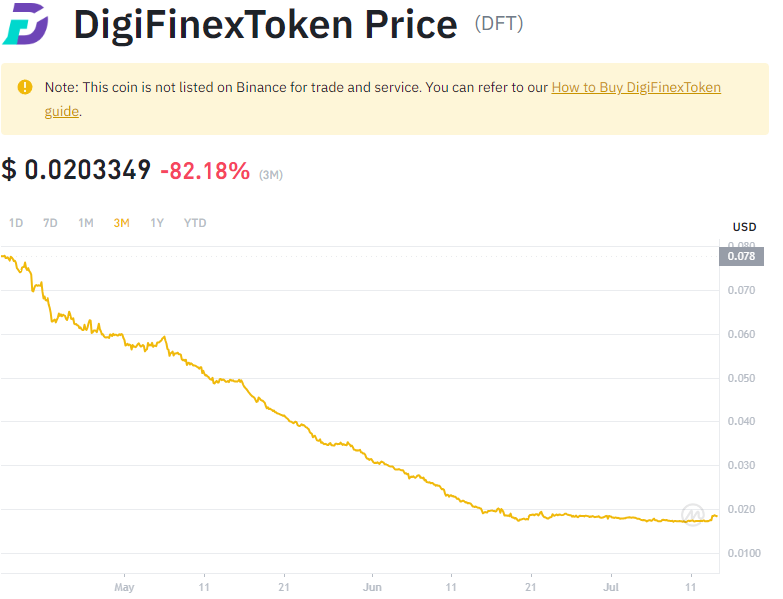 DigiFinexToken Price (DFT)
Note: This coin is not listed on Binance for trade and service. You can refer to our How to Buy DigiFinexToken
guide.
$ 0.0203349 -82.18% (3M)
1D 7D 1M 3M 1Y YTD
USD
0.080
0.078
0.070
0.060
0.050
0.040
0.030
0.020
0.0100
May 11 21 Jun 11 21 Jul 11